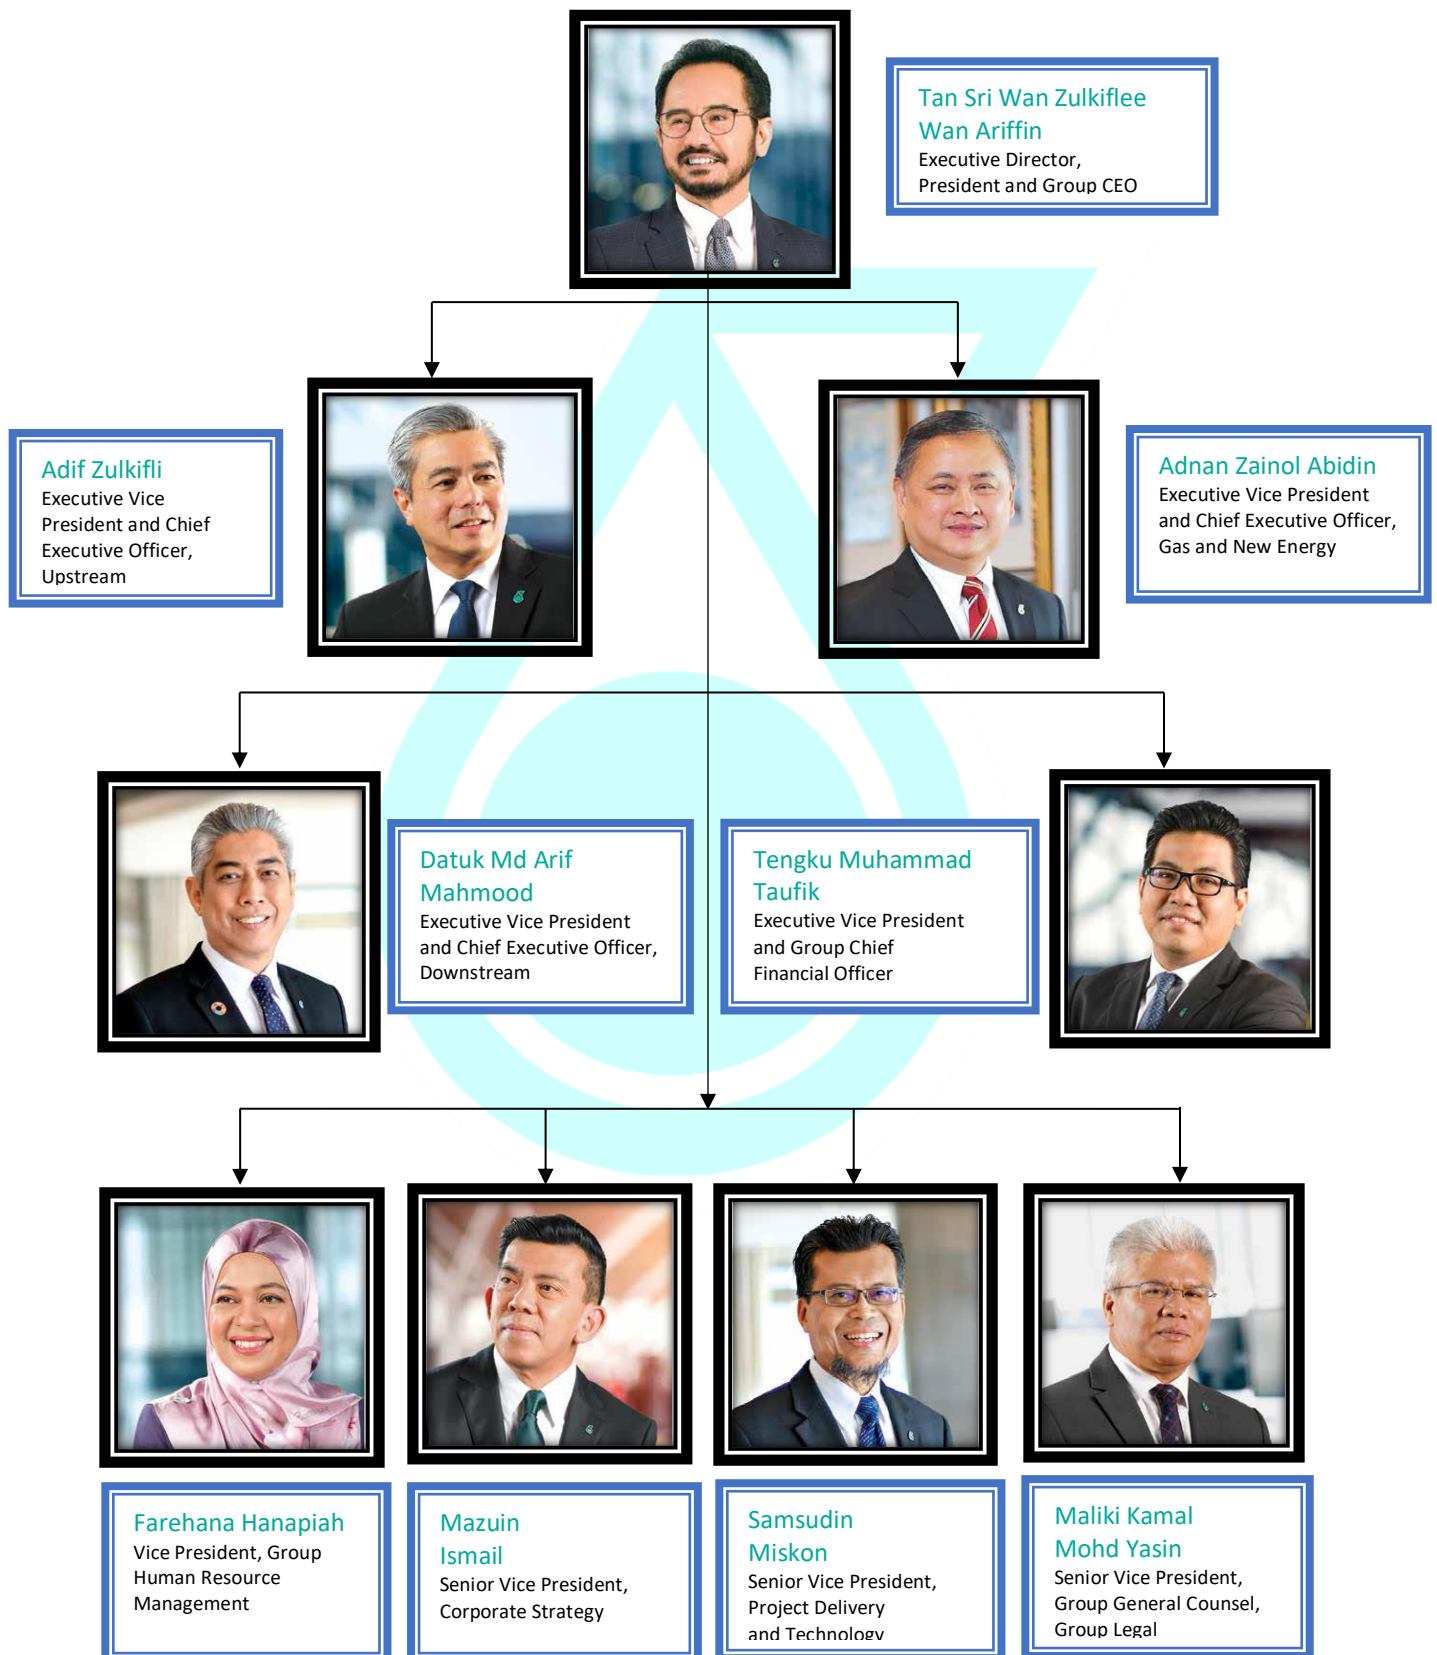 Tan Sri Wan Zulkiflee
Wan Ariffin
Executive Director,
President and Group CEO
Adif Zulkifli
Executive Vice
President and Chief
Executive Officer,
Upstream
Adnan Zainol Abidin
Executive Vice President
and Chief Executive Officer,
Gas and New Energy
Datuk Md Arif
Mahmood
Executive Vice President
and Chief Executive Officer,
Downstream
Tengku Muhammad
Taufik
Executive Vice President
and Group Chief
Financial Officer
Farehana Hanapiah
Vice President, Group
Human Resource
Management
Mazuin
Ismail
Senior Vice President,
Corporate Strategy
Samsudin
Miskon
Senior Vice President,
Project Delivery
and Technology
Maliki Kamal
Mohd Yasin
Senior Vice President,
Group General Counsel,
Group Legal